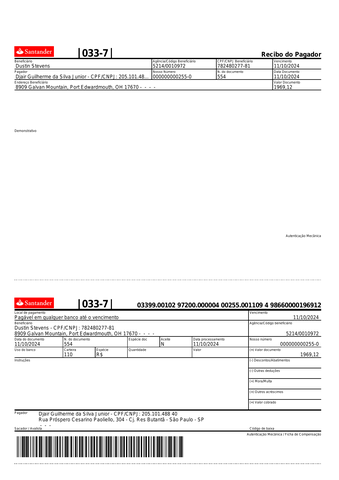 Santander
033-7
Recibo do Pagador
Beneficiário
Agência/Código Beneficiário
CPF/CNPJ Beneficiário
Vencimento
Dustin Stevens
5214/0010972
782480277-81
11/10/2024
Pagador
Nosso Número
N. do documento
Data Documento
Djair Guilherme da Silva Junior - CPF/CNPJ : 205.101.48...
000000000255-0
554
11/10/2024
Endereço Beneficiário
Valor Documento
8909 Galvan Mountain, Port Edwardmouth, OH 17670 - - - -
1969,12
Demonstrativo
Autenticação Mecânica
Santander
033-7
03399.00102 97200.000004 00255.001109 4 98660000196912
Local de pagamento
Vencimento
Pagável em qualquer banco até o vencimento
11/10/2024
Beneficiário
Agência/Código beneficiário
Dustin Stevens - CPF/CNPJ : 782480277-81
8909 Galvan Mountain, Port Edwardmouth, OH 17670 - - - -
5214/0010972
Data do documento
N. do documento
Espécie doc
Aceite
Data processamento
Nosso número
11/10/2024
554
N
11/10/2024
000000000255-0
Uso do banco
Carteira
Espécie
Quantidade
Valor
(=) Valor documento
110
R$
1969,12
Instruções
(-) Descontos/Abatimentos
(-) Outras deduções
(+) Mora/Multa
(+) Outros acréscimos
(=) Valor cobrado
Pagador
Djair Guilherme da Silva Junior - CPF/CNPJ : 205.101.488 40
Rua Próspero Cesarino Paoliello, 304 - Cj. Res Butantã - São Paulo - SP
- - -
Sacador / Avalista
Código de baixa
Autenticação Mecânica / Ficha de Compensação